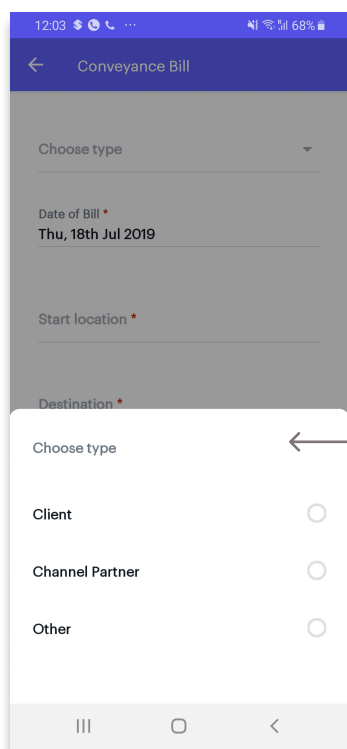 12:03 68%
Conveyance Bill
Choose type
Date of Bill *
Thu, 18th Jul 2019
Start location *
Destination *
Choose type
Client
Channel Partner
Other